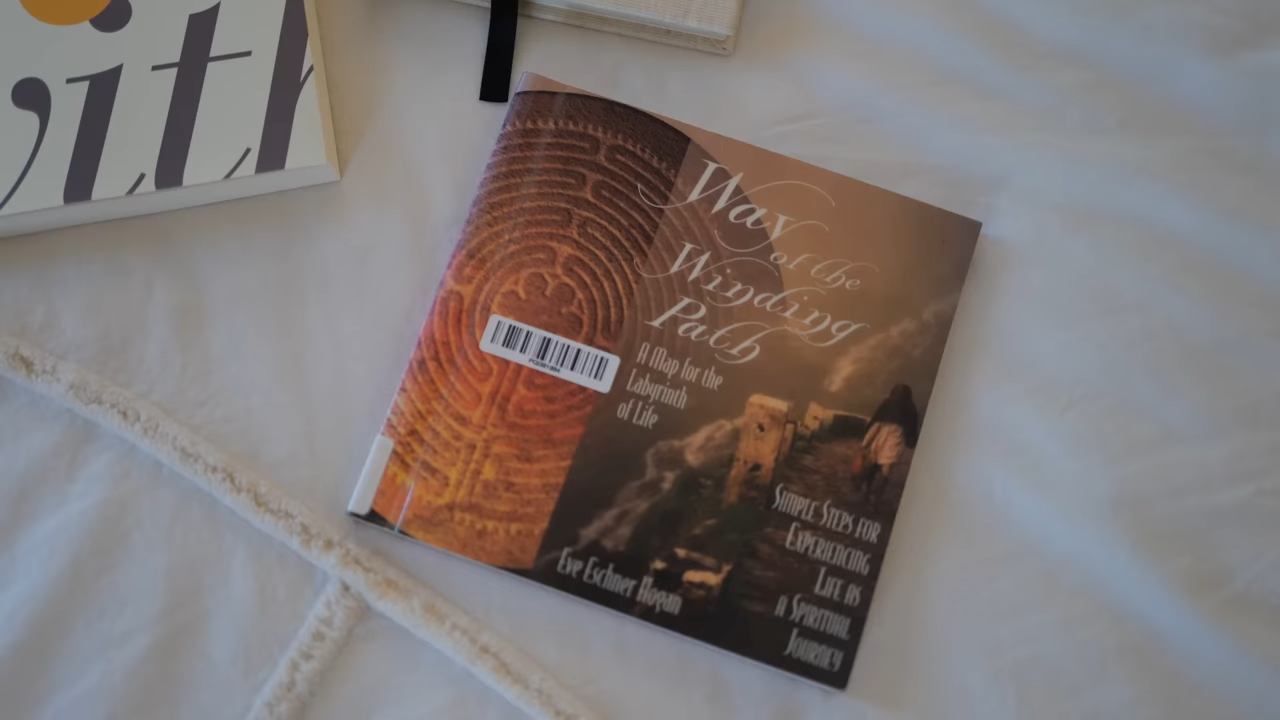 with
Way
of the
Winding
Path
A Map for the
Labyrinth
of Life
Simple Steps for
Experiencing
Life as
a Spiritual
Journey
Eve Eschner Hogan